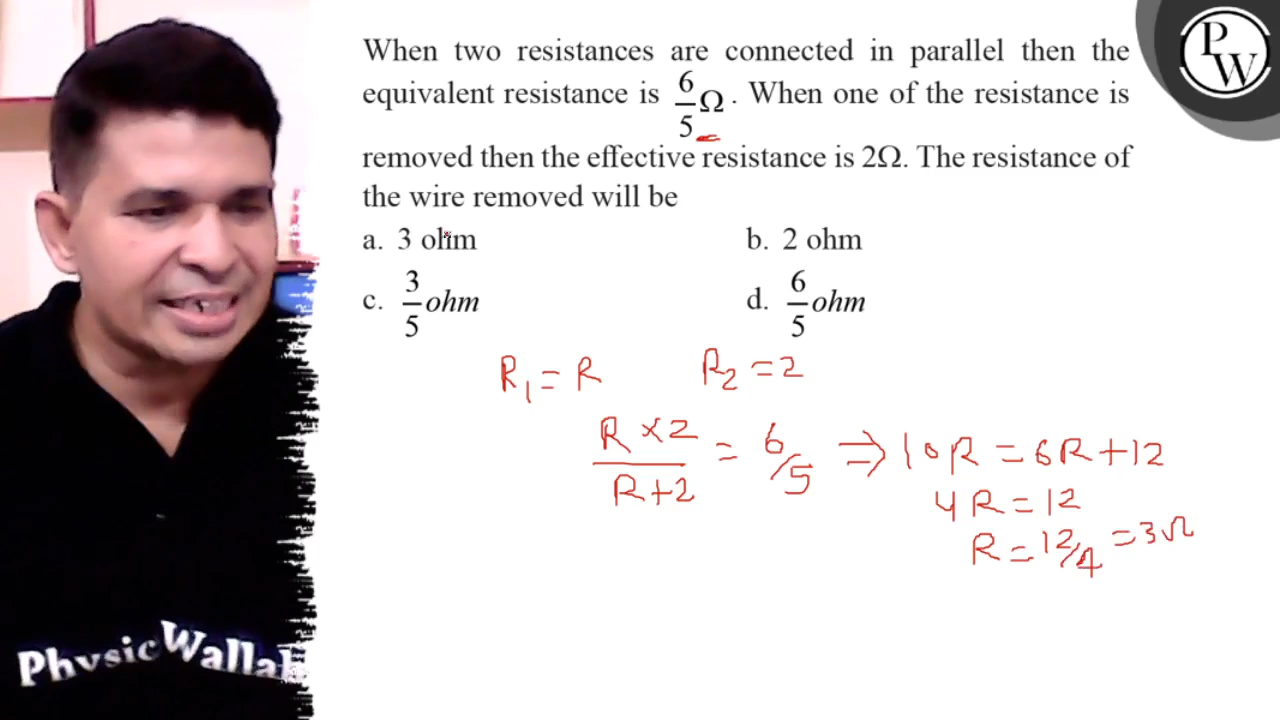 When two resistances are connected in parallel then the
equivalent resistance is 6/5 Ω. When one of the resistance is
removed then the effective resistance is 2Ω. The resistance of
the wire removed will be
a. 3 ohm
b. 2 ohm
c. 3/5 ohm
d. 6/5 ohm
R₁ = R
R₂ = 2
R × 2 / R + 2 = 6/5 ⇒ 10R = 6R + 12
4R = 12
R = 12/4 = 3Ω
PW
PhysicWallah